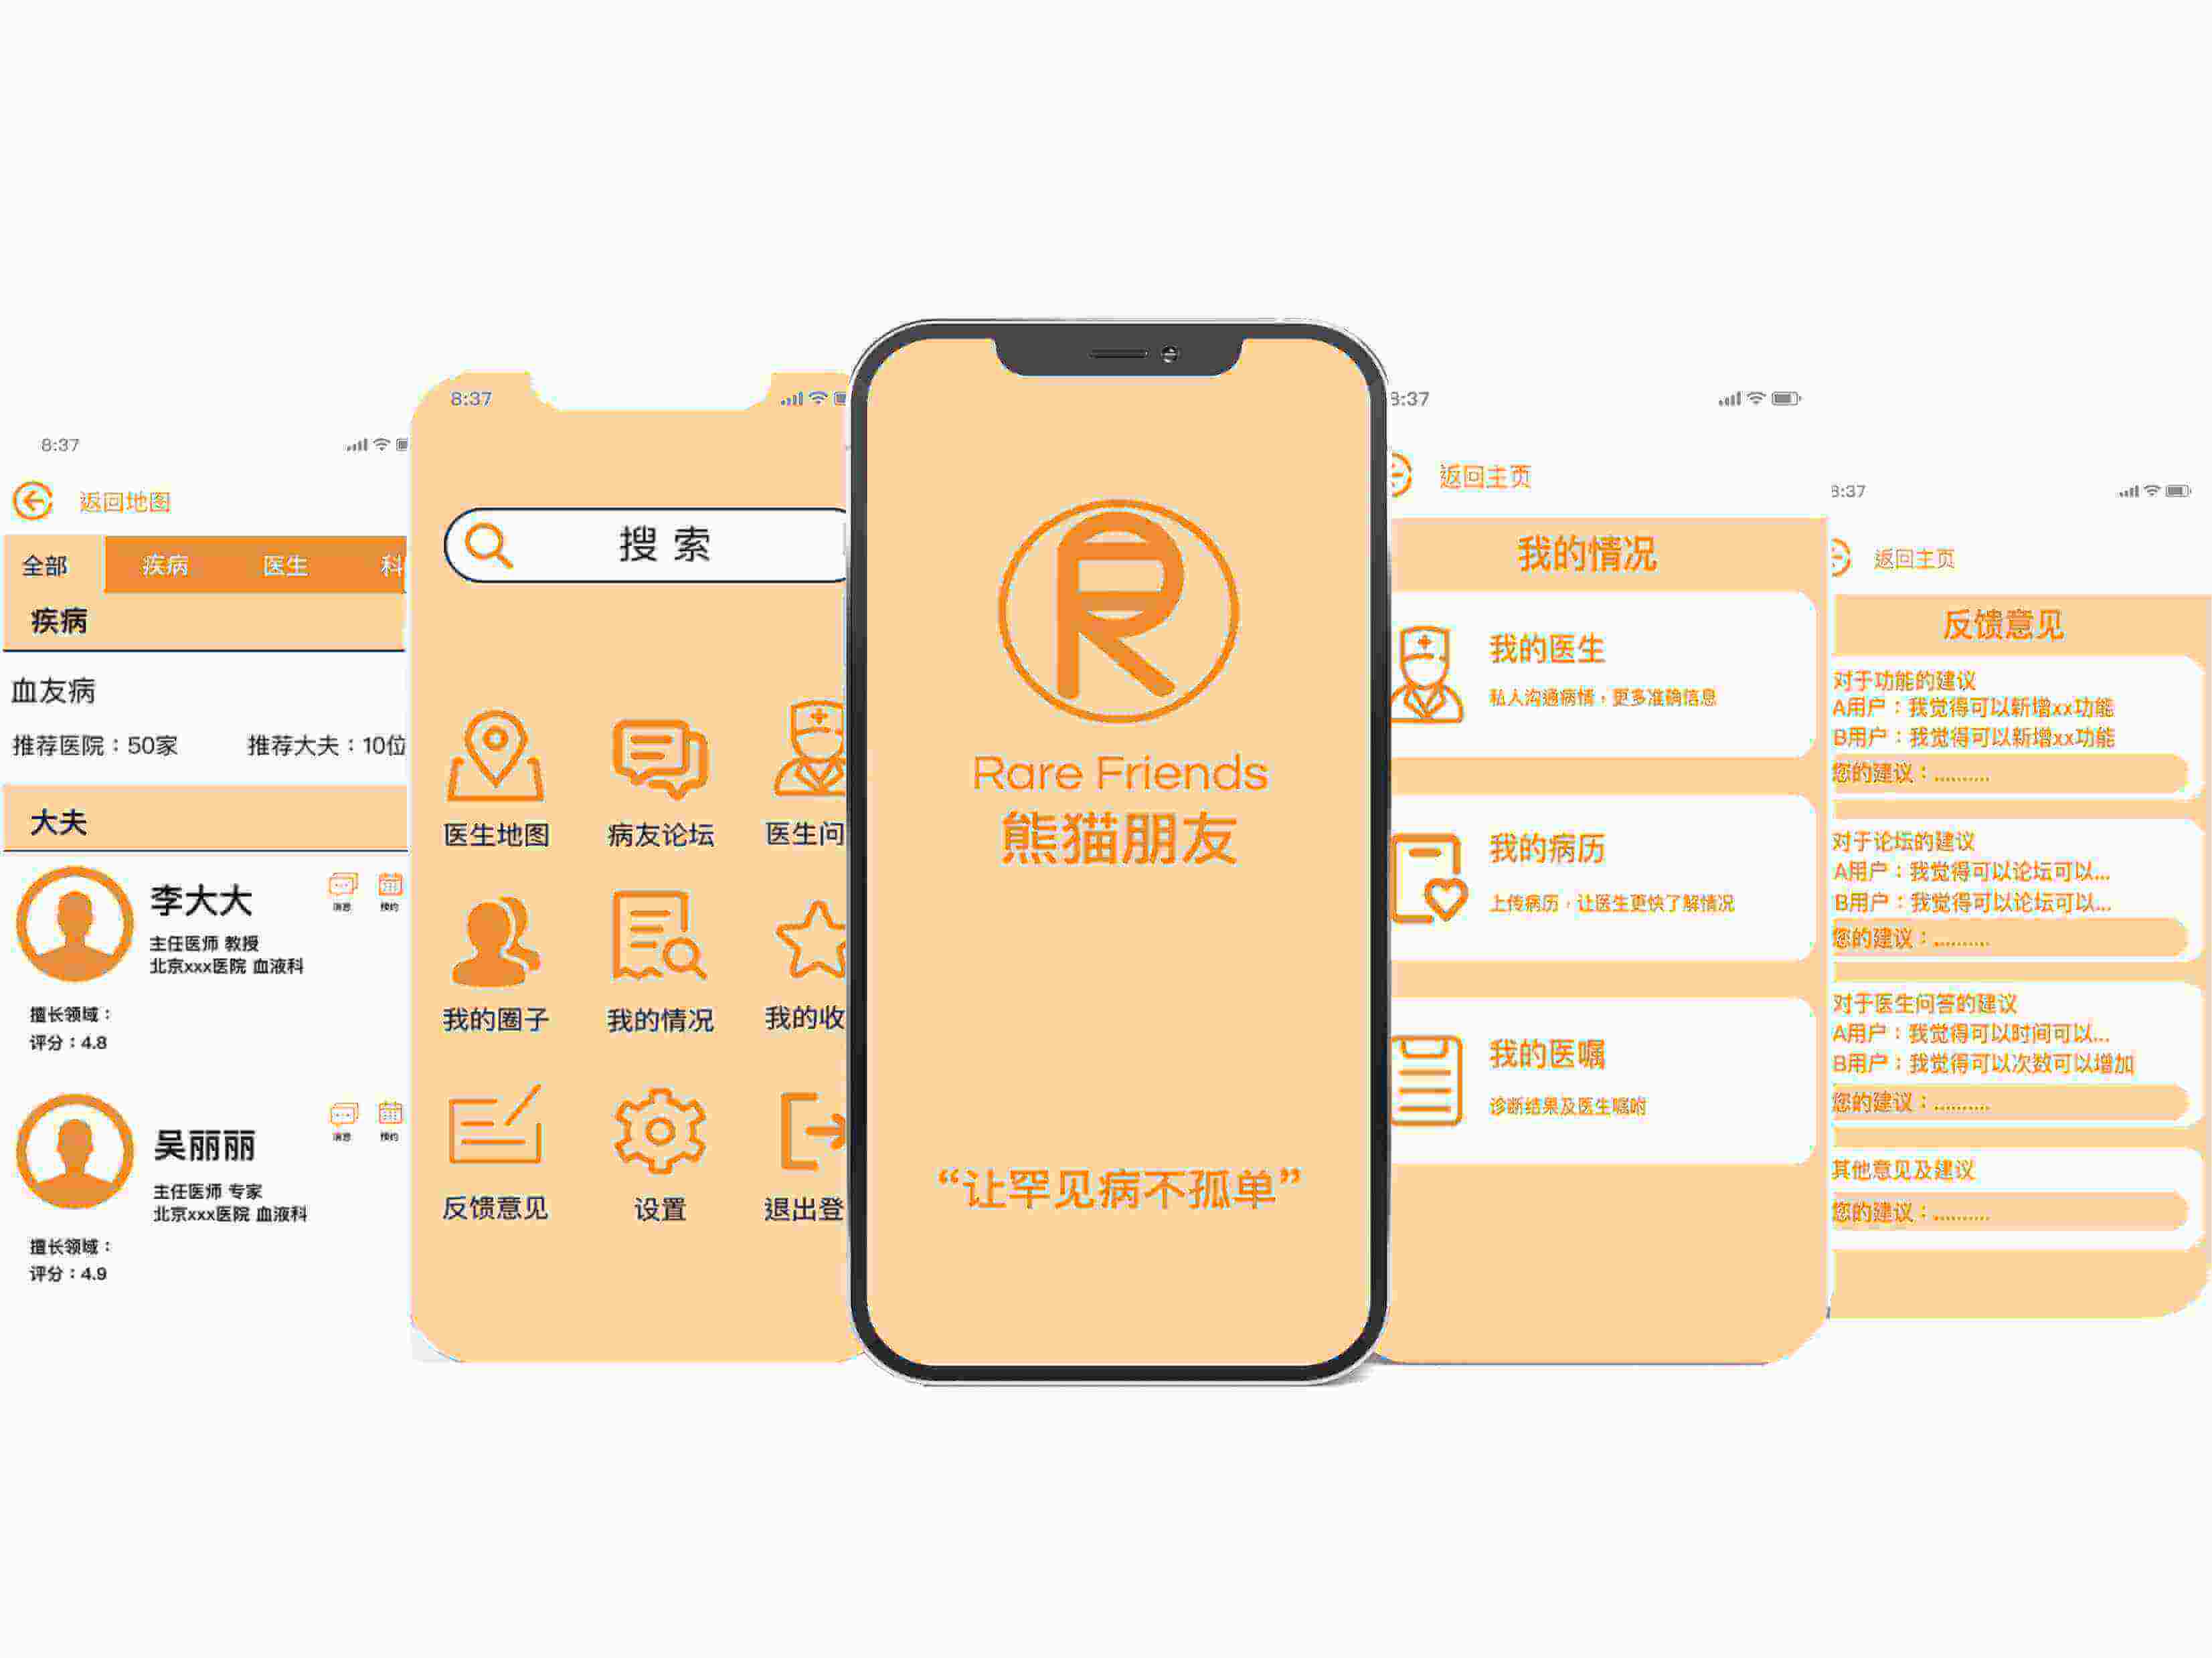 8:37
返回地图
全部 疾病 医生 科
疾病
血友病
推荐医院：50家 推荐大夫：10位
大夫
李大大
消息 预约
主任医师 教授
北京xxx医院 血液科
擅长领域：
评分：4.8
吴丽丽
消息 预约
主任医师 专家
北京xxx医院 血液科
擅长领域：
评分：4.9
8:37
搜索
医生地图 病友论坛 医生问
我的圈子 我的情况 我的收
反馈意见 设置 退出登
R
Rare Friends
熊猫朋友
“让罕见病不孤单”
8:37
返回主页
我的情况
我的医生
私人沟通病情，更多准确信息
我的病历
上传病历，让医生更快了解情况
我的医嘱
诊断结果及医生嘱咐
8:37
返回主页
反馈意见
对于功能的建议
A用户：我觉得可以新增xx功能
B用户：我觉得可以新增xx功能
您的建议：..........
对于论坛的建议
A用户：我觉得可以论坛可以...
B用户：我觉得可以论坛可以...
您的建议：..........
对于医生问答的建议
A用户：我觉得可以时间可以...
B用户：我觉得可以次数可以增加
您的建议：..........
其他意见及建议
您的建议：..........